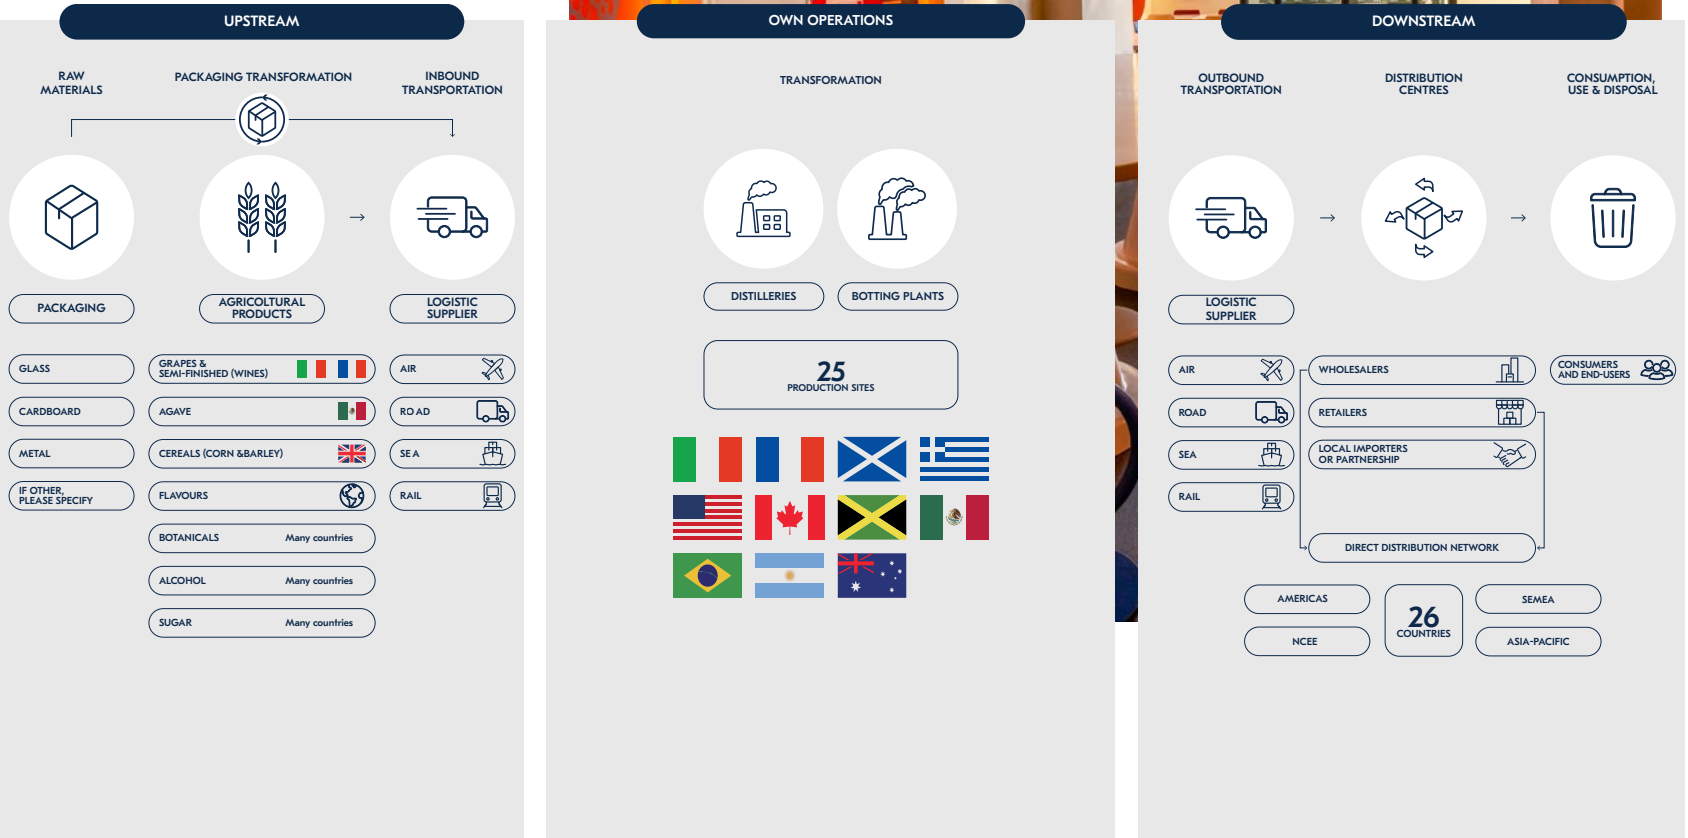 UPSTREAM
RAW
MATERIALS
PACKAGING TRANSFORMATION
INBOUND
TRANSPORTATION
PACKAGING
AGRICOLTURAL
PRODUCTS
LOGISTIC
SUPPLIER
GLASS
CARDBOARD
METAL
IF OTHER,
PLEASE SPECIFY
GRAPES &
SEMI-FINISHED (WINES)
AGAVE
CEREALS (CORN &BARLEY)
FLAVOURS
BOTANICALS Many countries
ALCOHOL Many countries
SUGAR Many countries
AIR
RO AD
SE A
RAIL
OWN OPERATIONS
TRANSFORMATION
DISTILLERIES
BOTTING PLANTS
25
PRODUCTION SITES
DOWNSTREAM
OUTBOUND
TRANSPORTATION
DISTRIBUTION
CENTRES
CONSUMPTION,
USE & DISPOSAL
LOGISTIC
SUPPLIER
AIR
ROAD
SEA
RAIL
WHOLESALERS
RETAILERS
LOCAL IMPORTERS
OR PARTNERSHIP
DIRECT DISTRIBUTION NETWORK
CONSUMERS
AND END-USERS
AMERICAS
NCEE
26
COUNTRIES
SEMEA
ASIA-PACIFIC